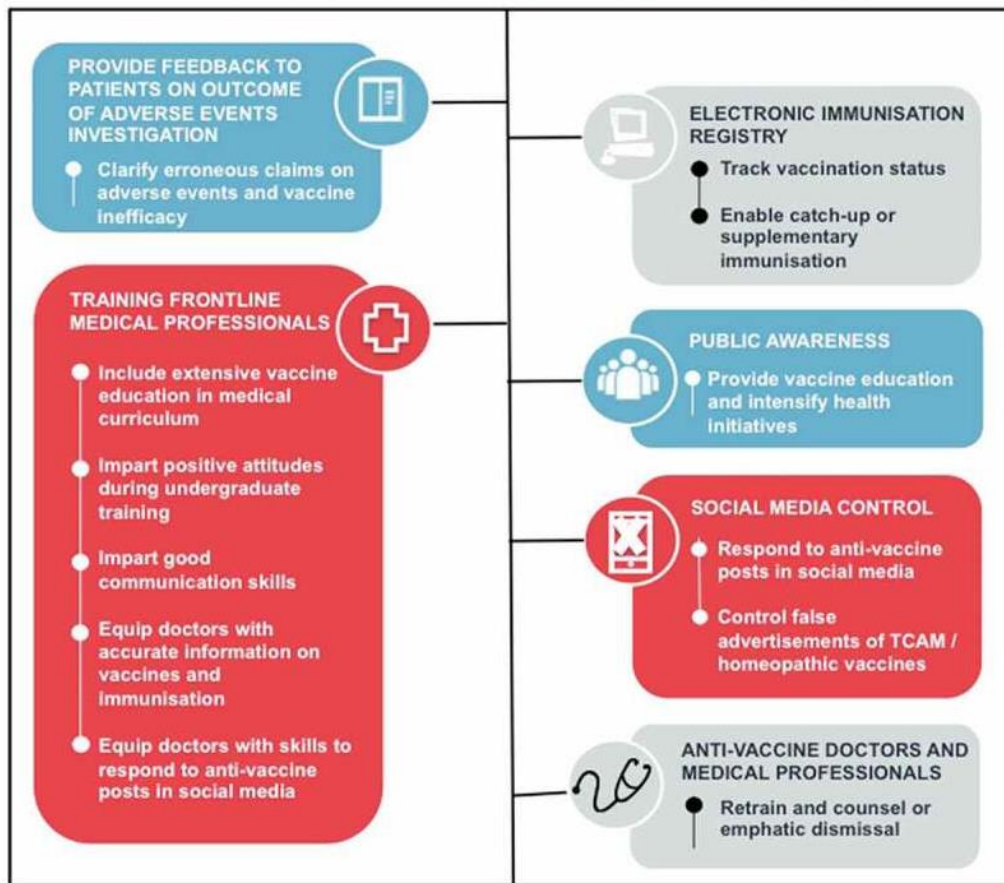 PROVIDE FEEDBACK TO
PATIENTS ON OUTCOME
OF ADVERSE EVENTS
INVESTIGATION
Clarify erroneous claims on
adverse events and vaccine
inefficacy
TRAINING FRONTLINE
MEDICAL PROFESSIONALS
Include extensive vaccine
education in medical
curriculum
Impart positive attitudes
during undergraduate
training
Impart good
communication skills
Equip doctors with
accurate information on
vaccines and
immunisation
Equip doctors with skills to
respond to anti-vaccine
posts in social media
ELECTRONIC IMMUNISATION
REGISTRY
Track vaccination status
Enable catch-up or
supplementary
immunisation
PUBLIC AWARENESS
Provide vaccine education
and intensify health
initiatives
SOCIAL MEDIA CONTROL
Respond to anti-vaccine
posts in social media
Control false
advertisements of TCAM /
homeopathic vaccines
ANTI-VACCINE DOCTORS AND
MEDICAL PROFESSIONALS
Retrain and counsel or
emphatic dismissal